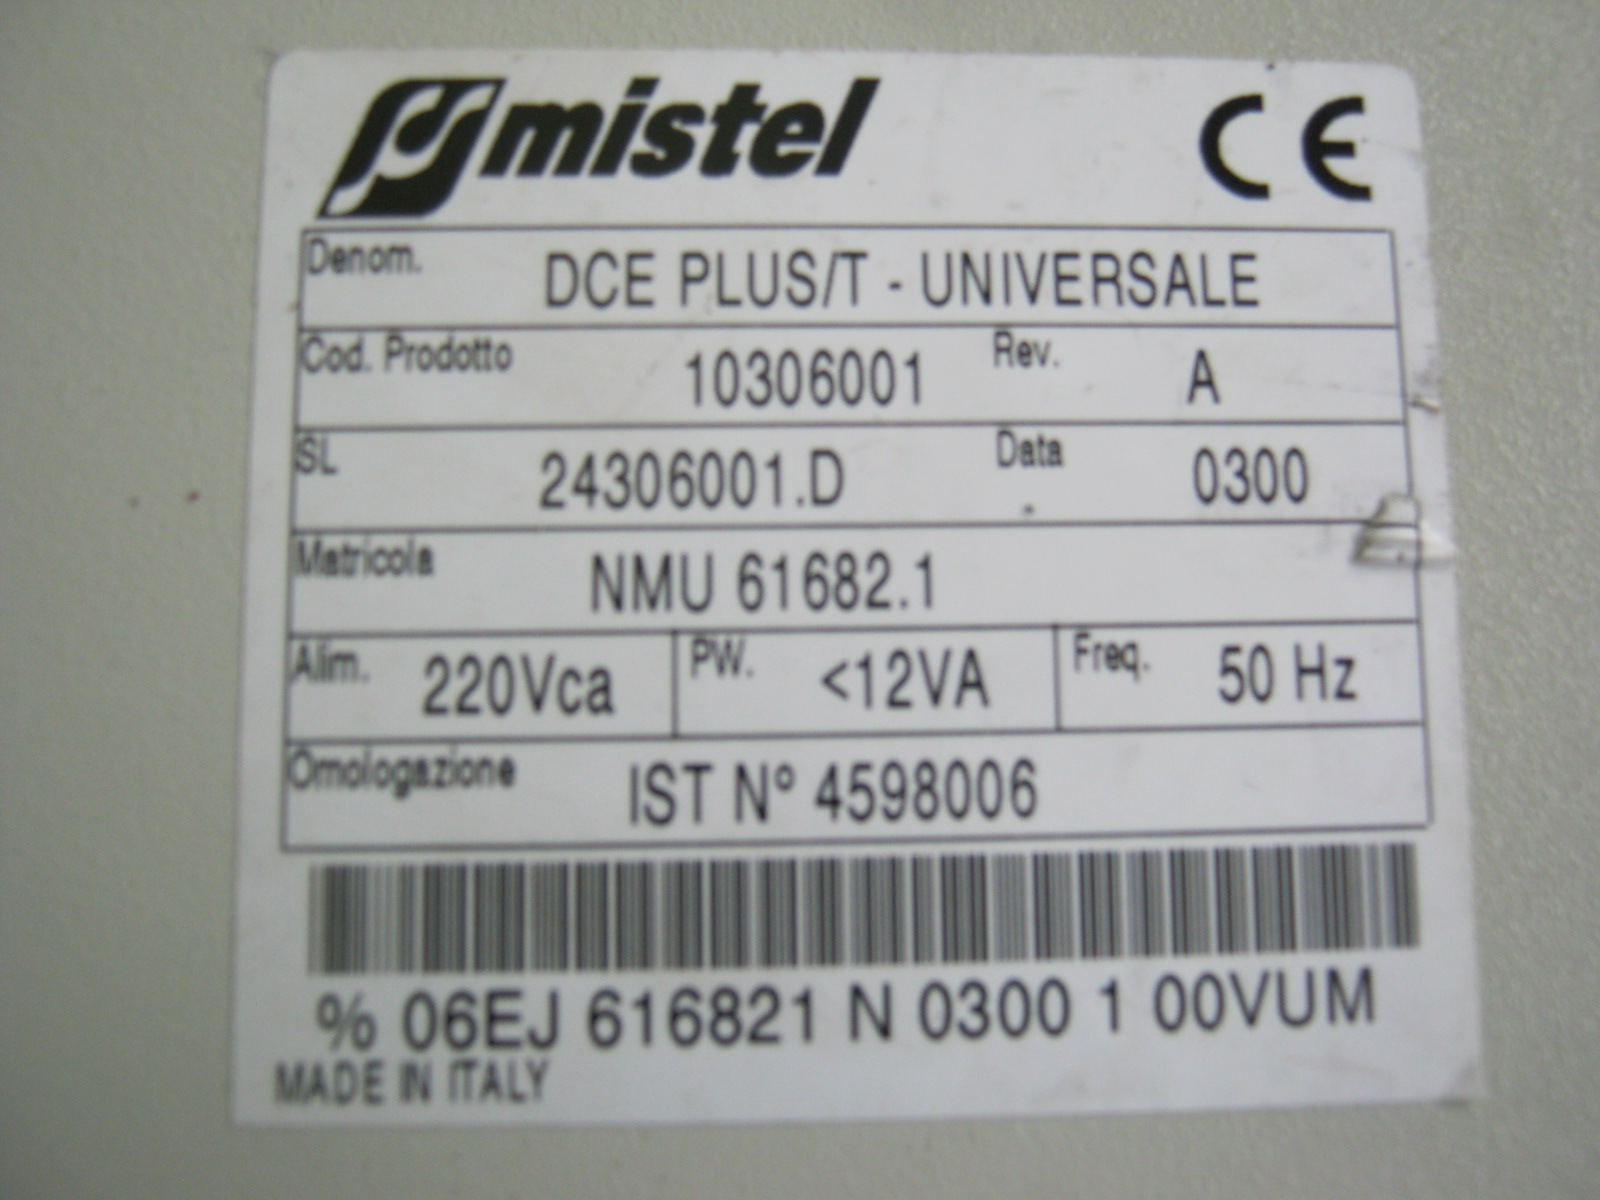 mistel CE
Denom. DCE PLUS/T - UNIVERSALE
Cod. Prodotto 10306001 Rev. A
SL 24306001.D Data 0300
Matricola NMU 61682.1
Alim. 220Vca PW. <12VA Freq. 50 Hz
Omologazione IST N° 4598006
% 06EJ 616821 N 0300 1 00VUM
MADE IN ITALY